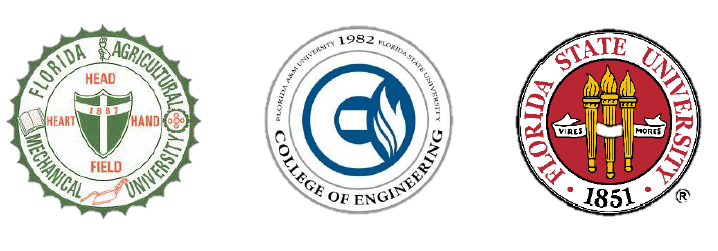 FLORIDA AGRICULTURAL
MECHANICAL UNIVERSITY
HEAD
1887
HEART HAND
FIELD
FLORIDA A&M UNIVERSITY 1982 FLORIDA STATE UNIVERSITY
COLLEGE OF ENGINEERING
FLORIDA STATE UNIVERSITY
VIRES MORES
1851
®